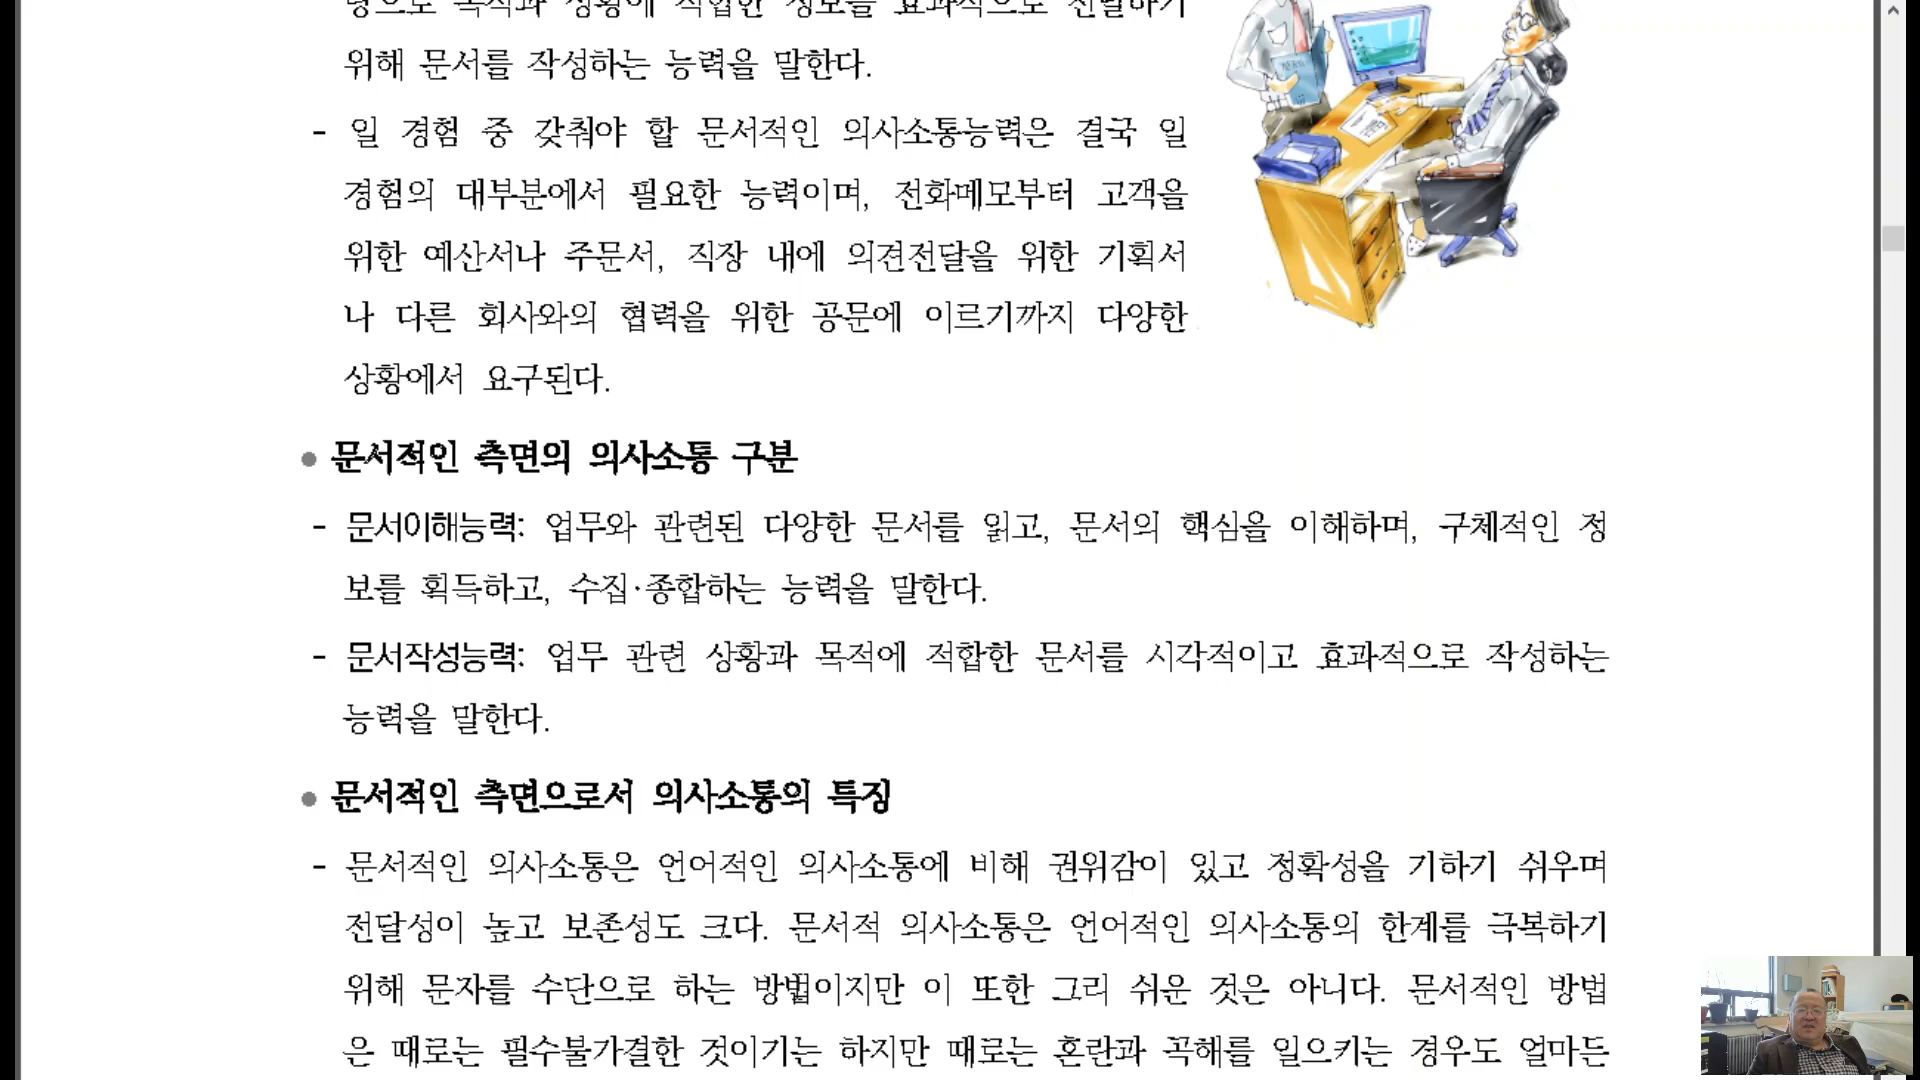 위해 문서를 작성하는 능력을 말한다.
- 일 경험 중 갖춰야 할 문서적인 의사소통능력은 결국 일
경험의 대부분에서 필요한 능력이며, 전화메모부터 고객을
위한 예산서나 주문서, 직장 내에 의견전달을 위한 기획서
나 다른 회사와의 협력을 위한 공문에 이르기까지 다양한
상황에서 요구된다.
● 문서적인 측면의 의사소통 구분
- 문서이해능력: 업무와 관련된 다양한 문서를 읽고, 문서의 핵심을 이해하며, 구체적인 정
보를 획득하고, 수집·종합하는 능력을 말한다.
- 문서작성능력: 업무 관련 상황과 목적에 적합한 문서를 시각적이고 효과적으로 작성하는
능력을 말한다.
● 문서적인 측면으로서 의사소통의 특징
- 문서적인 의사소통은 언어적인 의사소통에 비해 권위감이 있고 정확성을 기하기 쉬우며
전달성이 높고 보존성도 크다. 문서적 의사소통은 언어적인 의사소통의 한계를 극복하기
위해 문자를 수단으로 하는 방법이지만 이 또한 그리 쉬운 것은 아니다. 문서적인 방법
은 때로는 필수불가결한 것이기는 하지만 때로는 혼란과 곡해를 일으키는 경우도 얼마든